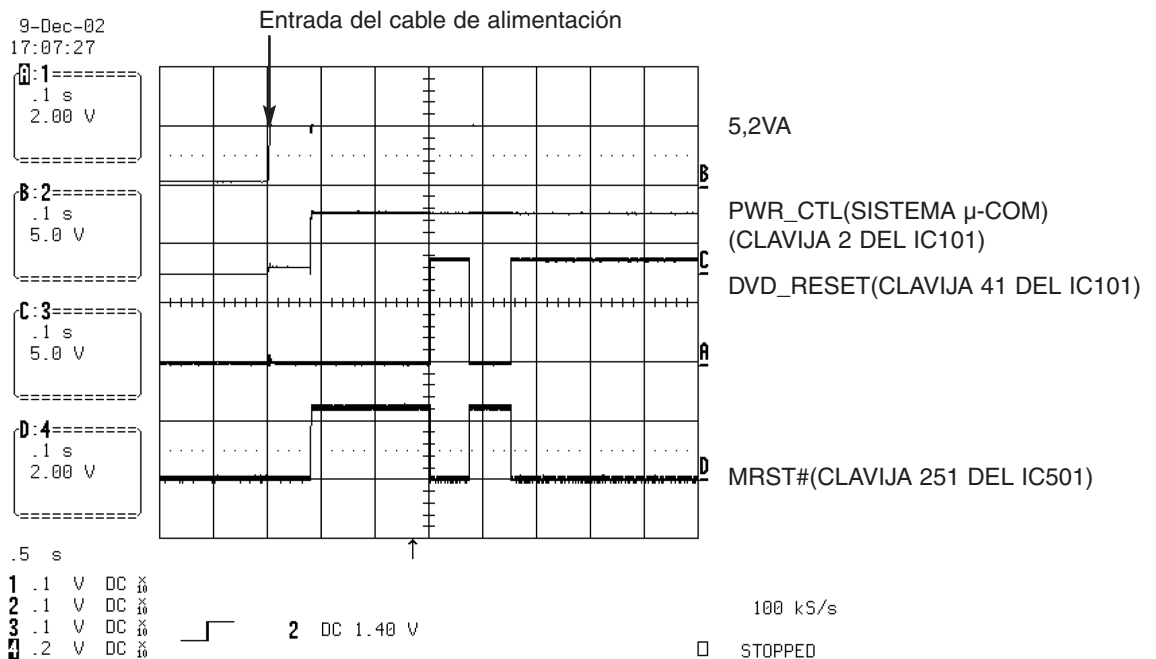 Entrada del cable de alimentación
9-Dec-02
17:07:27
A:1
.1 s
2.00 V
B:2
.1 s
5.0 V
C:3
.1 s
5.0 V
D:4
.1 s
2.00 V
B
C
A
D
5,2VA
PWR_CTL(SISTEMA µ-COM)
(CLAVIJA 2 DEL IC101)
DVD_RESET(CLAVIJA 41 DEL IC101)
MRST#(CLAVIJA 251 DEL IC501)
.5 s
1 .1 V DC X10
2 .1 V DC X10
3 .1 V DC X10
4 .2 V DC X10
2 DC 1.40 V
100 kS/s
STOPPED